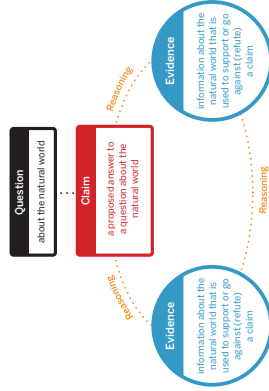 Question
about the natural world
Claim
a proposed answer to
a question about the
natural world
Reasoning
Reasoning
Evidence
information about the
natural world that is
used to support or go
against (refute)
a claim
Evidence
information about the
natural world that is
used to support or go
against (refute)
a claim
Reasoning